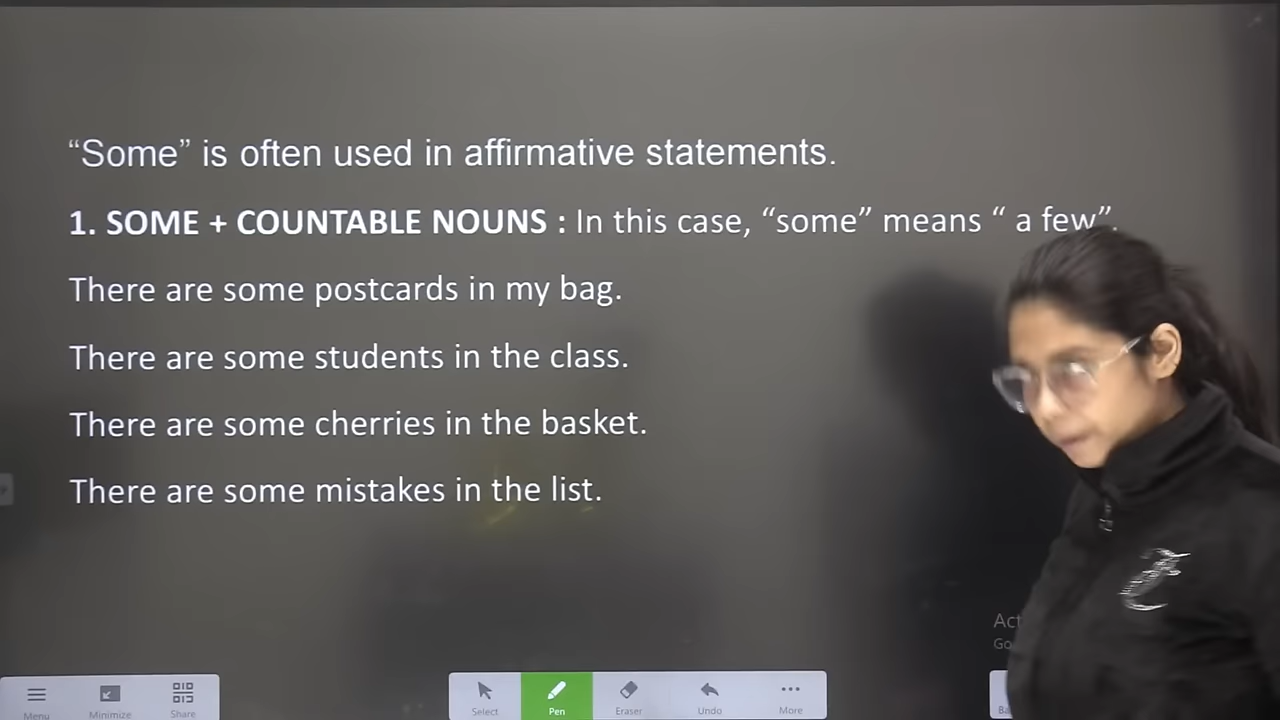 “Some” is often used in affirmative statements.
1. SOME + COUNTABLE NOUNS : In this case, “some” means “ a few”.
There are some postcards in my bag.
There are some students in the class.
There are some cherries in the basket.
There are some mistakes in the list.
Menu Minimize Share Select Pen Eraser Undo More